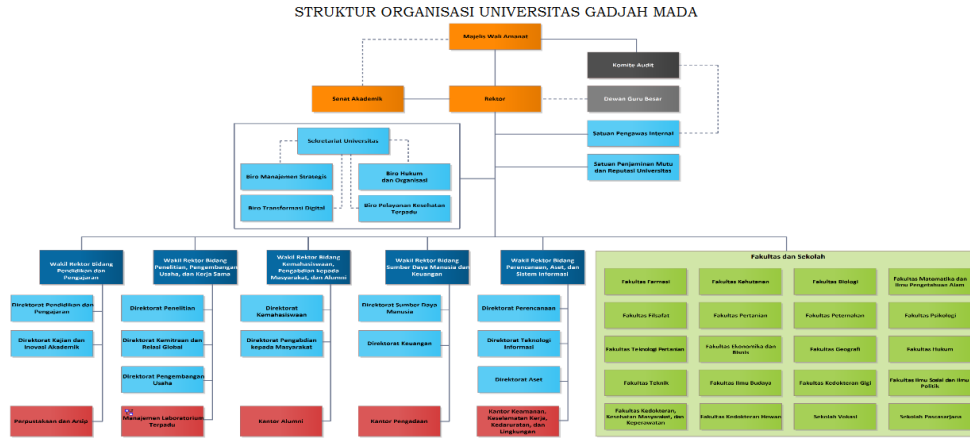 STRUKTUR ORGANISASI UNIVERSITAS GADJAH MADA
Majelis Wali Amanat
Komite Audit
Senat Akademik
Rektor
Dewan Guru Besar
Satuan Pengawas Internal
Satuan Penjaminan Mutu
dan Reputasi Universitas
Sekretariat Universitas
Biro Manajemen Strategis
Biro Hukum
dan Organisasi
Biro Transformasi Digital
Biro Pelayanan Kesehatan
Terpadu
Wakil Rektor Bidang
Pendidikan dan
Pengajaran
Direktorat Pendidikan dan
Pengajaran
Direktorat Kajian dan
Inovasi Akademik
Perpustakaan dan Arsip
Wakil Rektor Bidang
Penelitian, Pengembangan
Usaha, dan Kerja Sama
Direktorat Penelitian
Direktorat Kemitraan dan
Relasi Global
Direktorat Pengembangan
Usaha
Manajemen Laboratorium
Terpadu
Wakil Rektor Bidang
Kemahasiswaan,
Pengabdian kepada
Masyarakat, dan Alumni
Direktorat
Kemahasiswaan
Direktorat Pengabdian
kepada Masyarakat
Kantor Alumni
Wakil Rektor Bidang
Sumber Daya Manusia dan
Keuangan
Direktorat Sumber Daya
Manusia
Direktorat Keuangan
Kantor Pengadaan
Wakil Rektor Bidang
Perencanaan, Aset, dan
Sistem Informasi
Direktorat Perencanaan
Direktorat Teknologi
Informasi
Direktorat Aset
Kantor Keamanan,
Keselamatan Kerja,
Kedaruratan, dan
Lingkungan
Fakultas dan Sekolah
Fakultas Farmasi
Fakultas Kehutanan
Fakultas Biologi
Fakultas Matematika dan
Ilmu Pengetahuan Alam
Fakultas Filsafat
Fakultas Pertanian
Fakultas Peternakan
Fakultas Psikologi
Fakultas Teknologi Pertanian
Fakultas Ekonomika dan
Bisnis
Fakultas Geografi
Fakultas Hukum
Fakultas Teknik
Fakultas Ilmu Budaya
Fakultas Kedokteran Gigi
Fakultas Ilmu Sosial dan Ilmu
Politik
Fakultas Kedokteran,
Kesehatan Masyarakat, dan
Keperawatan
Fakultas Kedokteran Hewan
Sekolah Vokasi
Sekolah Pascasarjana